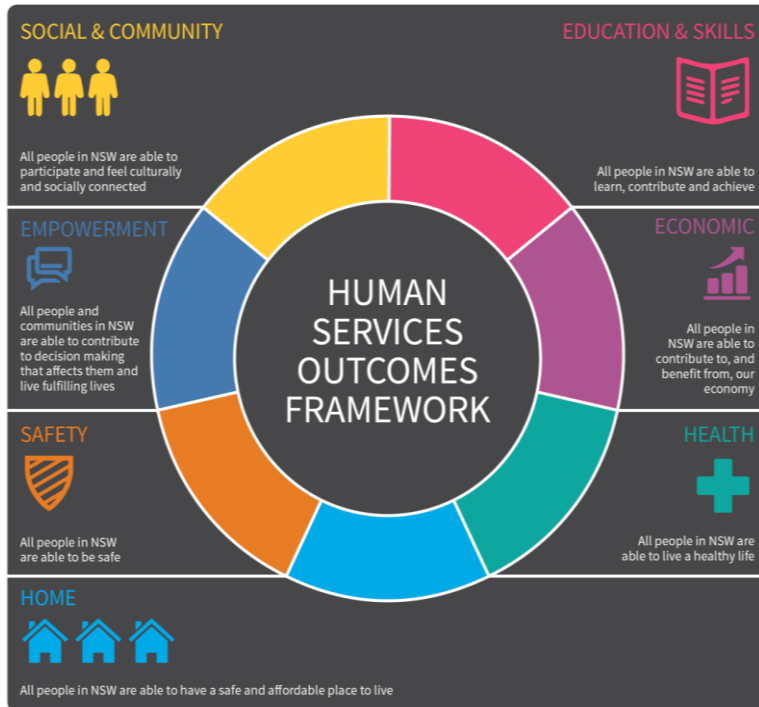 SOCIAL & COMMUNITY
All people in NSW are able to
participate and feel culturally
and socially connected
EDUCATION & SKILLS
All people in NSW are able to
learn, contribute and achieve
EMPOWERMENT
All people and
communities in NSW
are able to contribute
to decision making
that affects them and
live fulfilling lives
HUMAN
SERVICES
OUTCOMES
FRAMEWORK
ECONOMIC
All people in
NSW are able to
contribute to, and
benefit from, our
economy
SAFETY
All people in NSW
are able to be safe
HEALTH
All people in NSW are
able to live a healthy life
HOME
All people in NSW are able to have a safe and affordable place to live